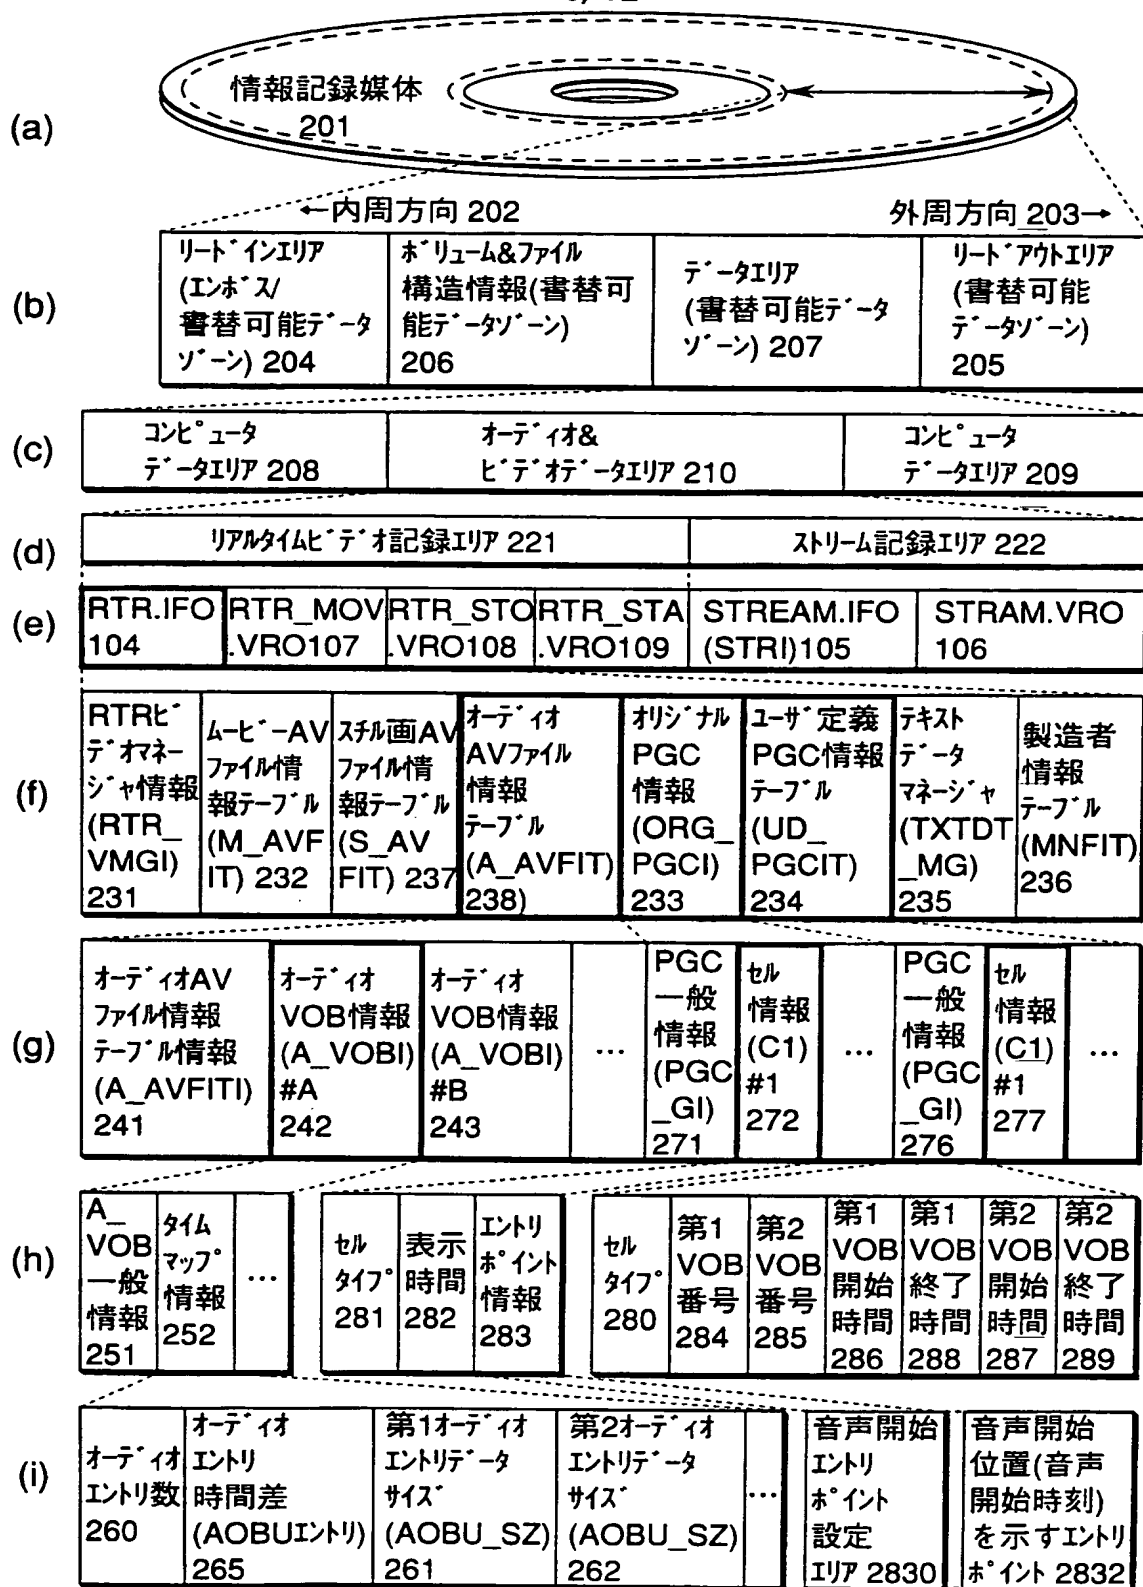 (a)
情報記録媒体
201
←内周方向 202
外周方向 203→
(b)
リードインエリア
(エンボス/
書替可能データ
ゾーン) 204
ボリューム&ファイル
構造情報(書替可
能データゾーン)
206
データエリア
(書替可能データ
ゾーン) 207
リードアウトエリア
(書替可能
データゾーン)
205
(c)
コンピュータ
データエリア 208
オーディオ&
ビデオデータエリア 210
コンピュータ
データエリア 209
(d)
リアルタイムビデオ記録エリア 221
ストリーム記録エリア 222
(e)
RTR.IFO
104
RTR_MOV
.VRO107
RTR_STO
.VRO108
RTR_STA
.VRO109
STREAM.IFO
(STRI)105
STRAM.VRO
106
(f)
RTRビ
デオマネー
ジャ情報
(RTR_
VMGI)
231
ムービーAV
ファイル情
報テーブル
(M_AVF
IT) 232
スチル画AV
ファイル情
報テーブル
(S_AV
FIT) 237
オーディオ
AVファイル
情報
テーブル
(A_AVFIT)
238)
オリジナル
PGC
情報
(ORG_
PGCI)
233
ユーザ定義
PGC情報
テーブル
(UD_
PGCIT)
234
テキスト
データ
マネージャ
(TXTDT
_MG)
235
製造者
情報
テーブル
(MNFIT)
236
(g)
オーディオAV
ファイル情報
テーブル情報
(A_AVFITI)
241
オーディオ
VOB情報
(A_VOBI)
#A
242
オーディオ
VOB情報
(A_VOBI)
#B
243
…
PGC
一般
情報
(PGC
_GI)
271
セル
情報
(C1)
#1
272
…
PGC
一般
情報
(PGC
_GI)
276
セル
情報
(C1)
#1
277
…
(h)
A_
VOB
一般
情報
251
タイム
マップ
情報
252
…
セル
タイプ
281
表示
時間
282
エントリ
ポイント
情報
283
セル
タイプ
280
第1
VOB
番号
284
第2
VOB
番号
285
第1
VOB
開始
時間
286
第1
VOB
終了
時間
288
第2
VOB
開始
時間
287
第2
VOB
終了
時間
289
(i)
オーディオ
エントリ数
260
オーディオ
エントリ
時間差
(AOBUエントリ)
265
第1オーディオ
エントリデータ
サイズ
(AOBU_SZ)
261
第2オーディオ
エントリデータ
サイズ
(AOBU_SZ)
262
…
音声開始
エントリ
ポイント
設定
エリア 2830
音声開始
位置(音声
開始時刻)
を示すエントリ
ポイント 2832